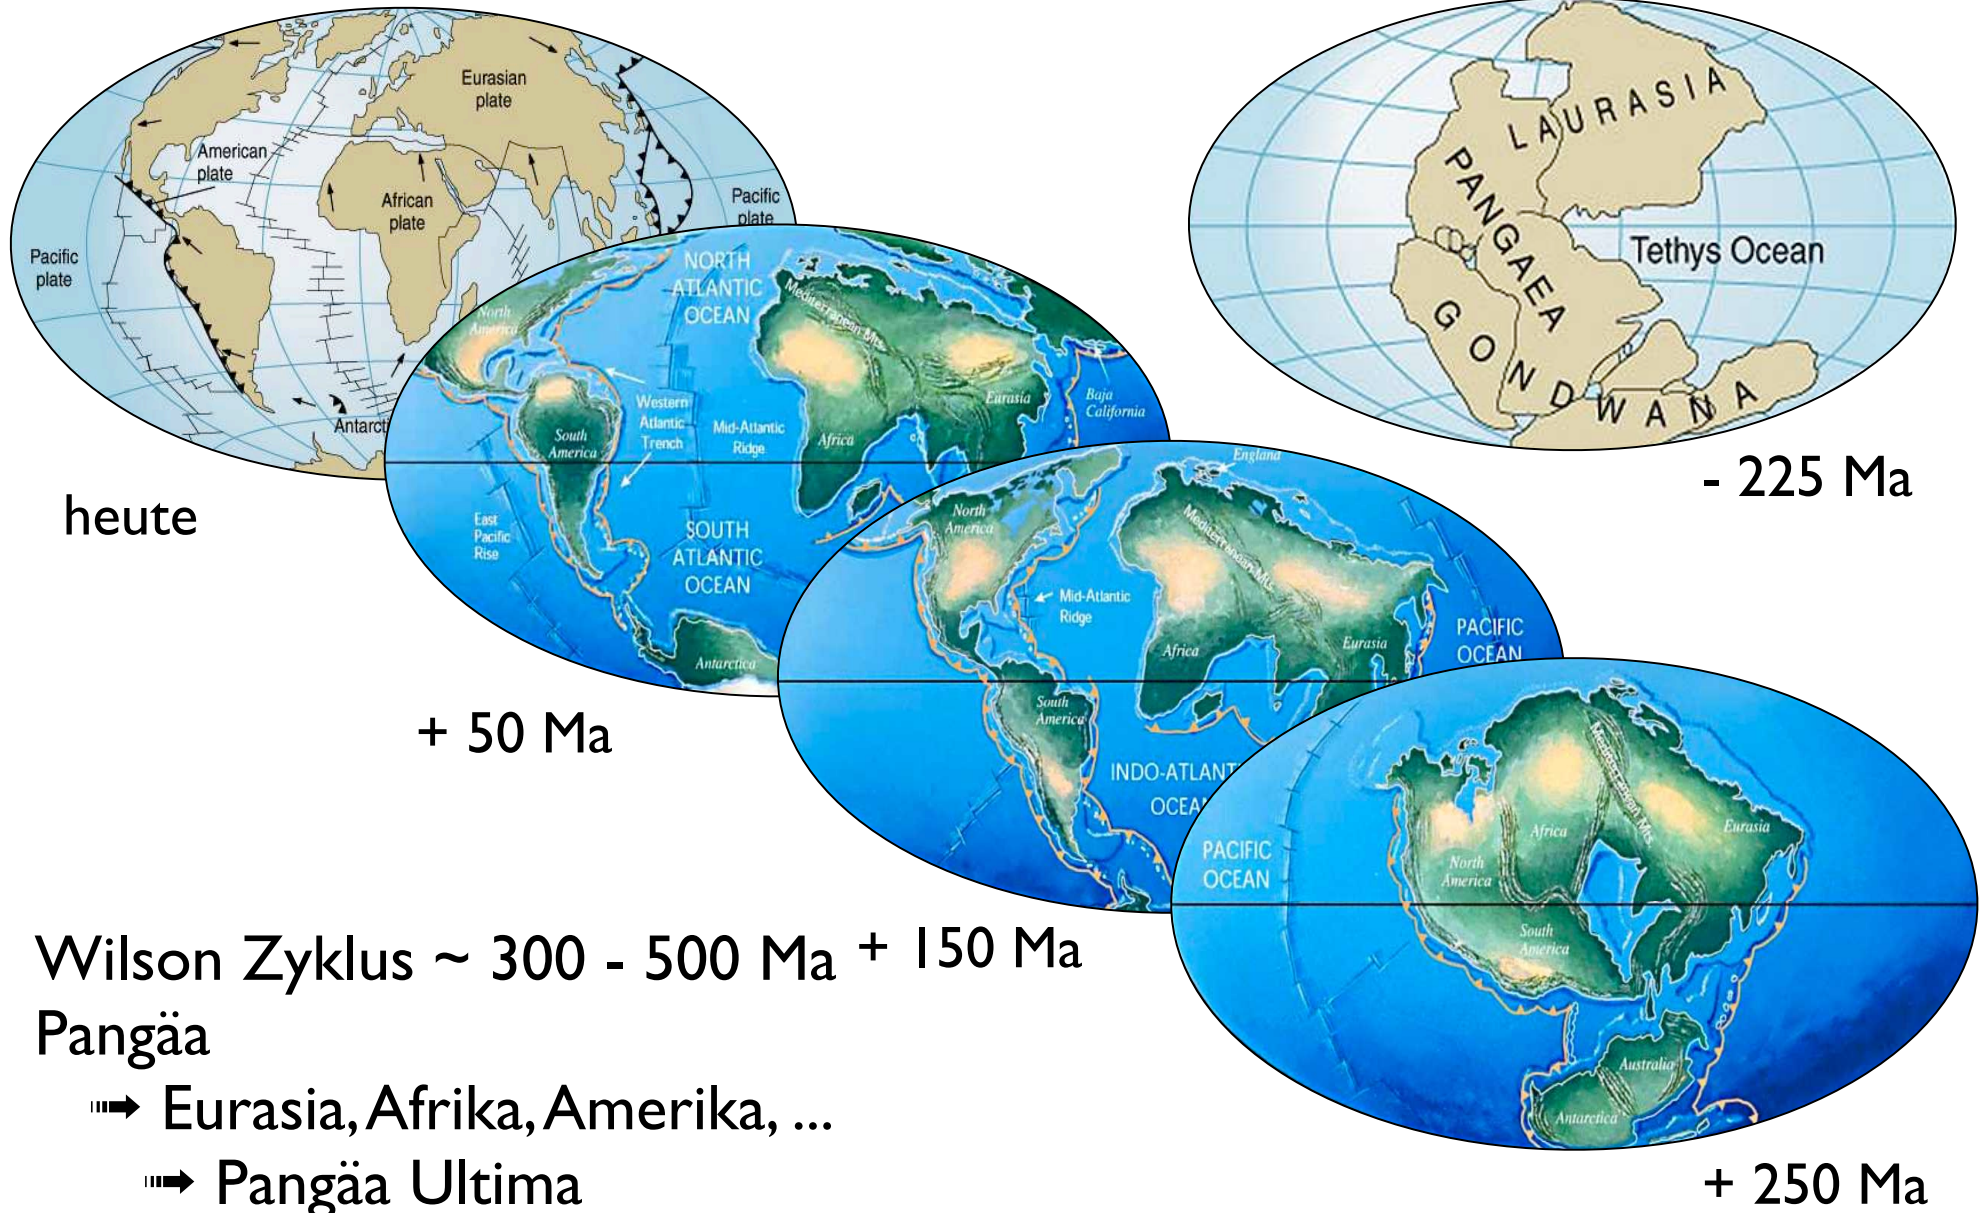 Eurasian
plate
American
plate
African
plate
Pacific
plate
Pacific
plate
Antarcti
heute
LAURASIA
PANGAEA
Tethys Ocean
GONDWANA
- 225 Ma
NORTH
ATLANTIC
OCEAN
North
America
Mediterranean Mts.
Eurasia
Baja
California
Western
Atlantic
Trench
Mid-Atlantic
Ridge
Africa
South
America
East
Pacific
Rise
SOUTH
ATLANTIC
OCEAN
Antarctica
+ 50 Ma
England
North
America
Mediterranean Mts.
Mid-Atlantic
Ridge
Africa
Eurasia
PACIFIC
OCEAN
South
America
INDO-ATLANT
OCEA
+ 150 Ma
PACIFIC
OCEAN
Mediterranean Mts.
Africa
Eurasia
North
America
South
America
Australia
Antarctica
+ 250 Ma
Wilson Zyklus ~ 300 - 500 Ma
Pangäa
➟ Eurasia, Afrika, Amerika, ...
➟ Pangäa Ultima